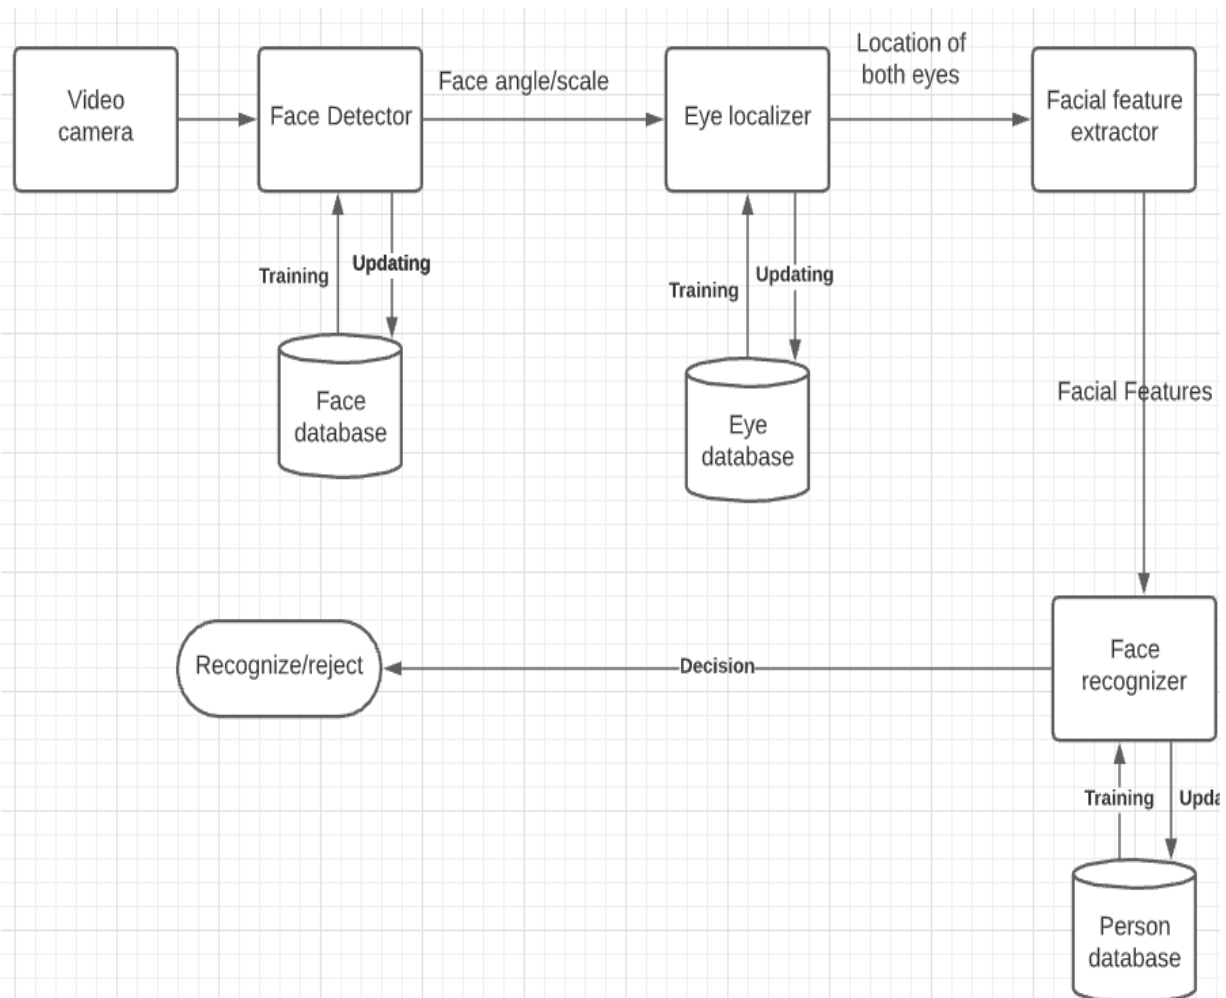 Video
camera
Face Detector
Face angle/scale
Eye localizer
Location of
both eyes
Facial feature
extractor
Training
Updating
Training
Updating
Face
database
Eye
database
Facial Features
Recognize/reject
Decision
Face
recognizer
Training
Upda
Person
database